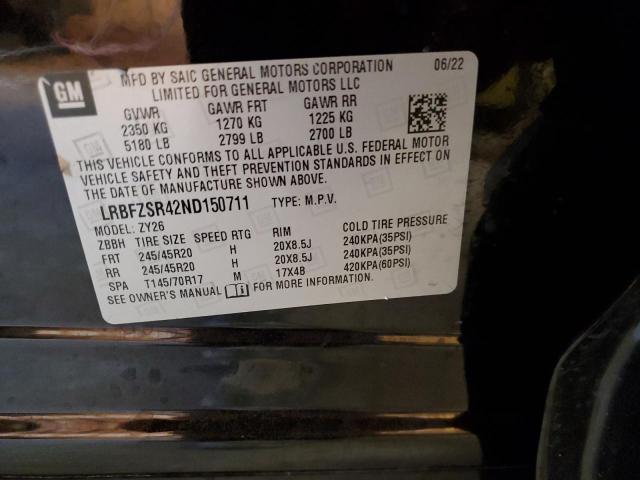 GM
MFD BY SAIC GENERAL MOTORS CORPORATION 06/22
LIMITED FOR GENERAL MOTORS LLC
GVWR GAWR FRT GAWR RR
2350 KG 1270 KG 1225 KG
5180 LB 2799 LB 2700 LB
THIS VEHICLE CONFORMS TO ALL APPLICABLE U.S. FEDERAL MOTOR
VEHICLE SAFETY AND THEFT PREVENTION STANDARDS IN EFFECT ON
THE DATE OF MANUFACTURE SHOWN ABOVE.
LRBFZSR42ND150711 TYPE: M.P.V.
MODEL: ZY26
ZBBH TIRE SIZE SPEED RTG RIM COLD TIRE PRESSURE
FRT 245/45R20 H 20X8.5J 240KPA(35PSI)
RR 245/45R20 H 20X8.5J 240KPA(35PSI)
SPA T145/70R17 M 17X4B 420KPA(60PSI)
SEE OWNER'S MANUAL FOR MORE INFORMATION.